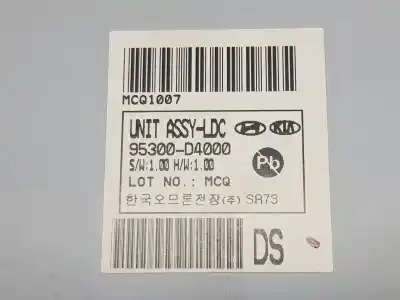 MCQ1007
UNIT ASSY-LDC KIA
95300-D4000
S/W:1.00 H/W:1.00 Pb
LOT NO.: MCQ
한국오므론전장(주) SR73
DS